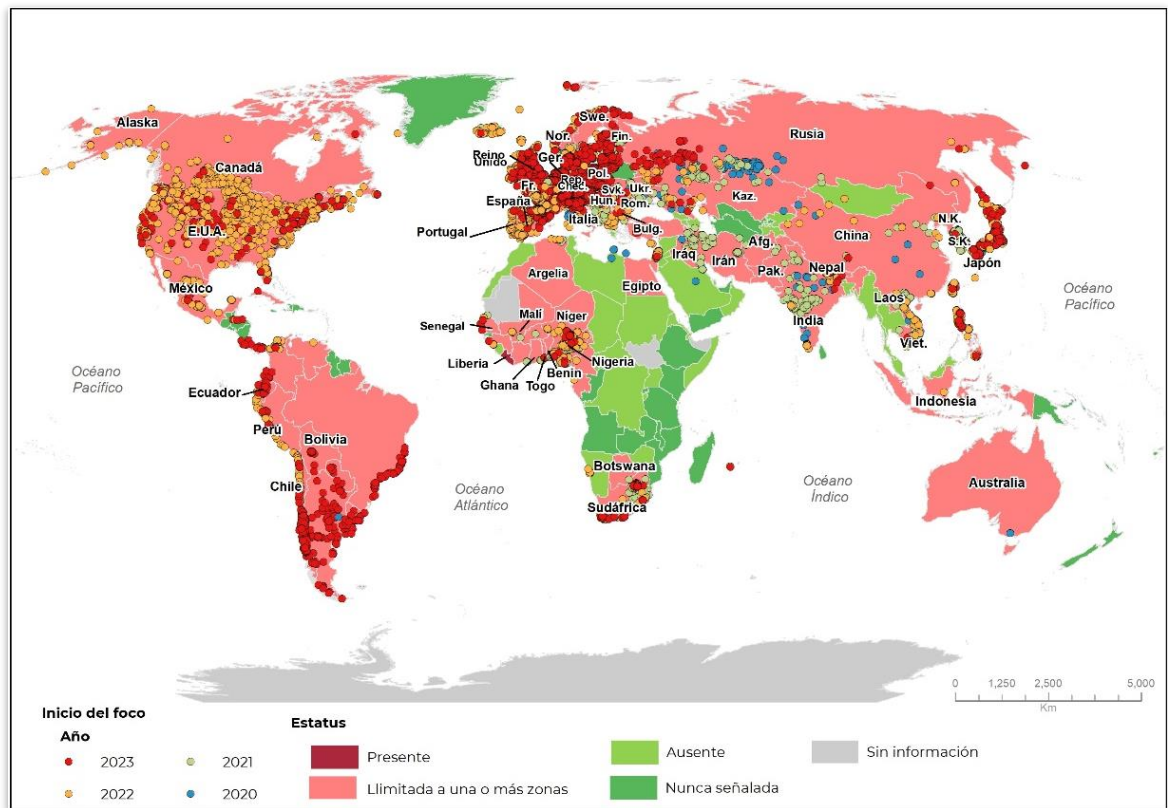 Alaska
Canadá
E.U.A.
México
Océano
Pacífico
Ecuador
Perú
Bolivia
Chile
Océano
Atlántico
Swe.
Nor.
Fin.
Reino
Unido
Ger.
Pol.
Rep.
Chec.
Fr.
Svk.
Ukr.
Hun.
Rom.
España
Italia
Bulg.
Portugal
Rusia
Kaz.
Afg.
Iraq
Irán
Pak.
Nepal
China
N.K.
S.K.
Japón
Océano
Pacífico
India
Laos
Viet.
Indonesia
Argelia
Egipto
Malí
Niger
Senegal
Liberia
Nigeria
Benin
Ghana
Togo
Botswana
Sudáfrica
Océano
Índico
Australia
0 1,250 2,500 5,000
Km
Inicio del foco
Año
2023
2021
2022
2020
Estatus
Presente
Llimitada a una o más zonas
Ausente
Nunca señalada
Sin información